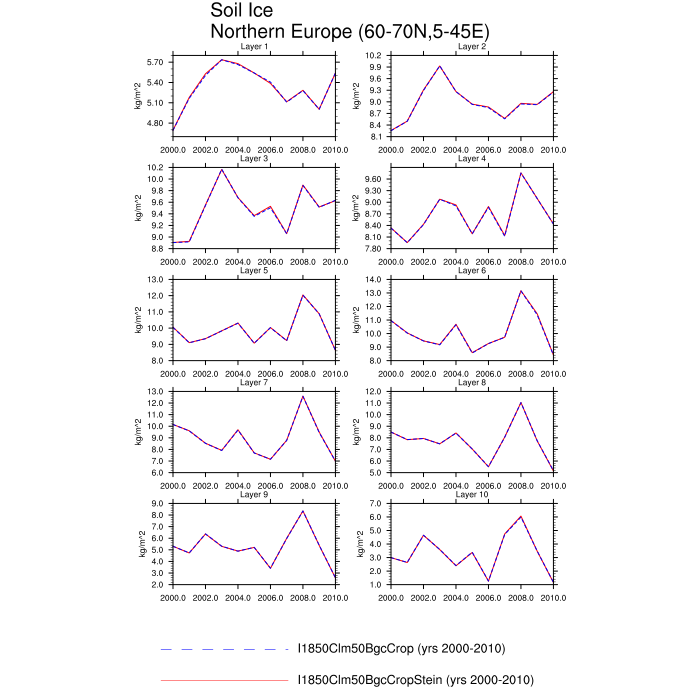 Soil Ice
Northern Europe (60-70N,5-45E)
Layer 1
Layer 2
kg/m^2
5.70
5.40
5.10
4.80
2000.0 2002.0 2004.0 2006.0 2008.0 2010.0
kg/m^2
10.2
9.9
9.6
9.3
9.0
8.7
8.4
8.1
2000.0 2002.0 2004.0 2006.0 2008.0 2010.0
Layer 3
Layer 4
kg/m^2
10.2
9.8
9.6
9.4
9.2
9.0
8.8
2000.0 2002.0 2004.0 2006.0 2008.0 2010.0
kg/m^2
9.60
9.30
9.00
8.70
8.40
8.10
7.80
2000.0 2002.0 2004.0 2006.0 2008.0 2010.0
Layer 5
Layer 6
kg/m^2
13.0
12.0
11.0
10.0
9.0
8.0
2000.0 2002.0 2004.0 2006.0 2008.0 2010.0
kg/m^2
14.0
13.0
12.0
11.0
10.0
9.0
8.0
2000.0 2002.0 2004.0 2006.0 2008.0 2010.0
Layer 7
Layer 8
kg/m^2
13.0
12.0
11.0
10.0
9.0
8.0
7.0
6.0
2000.0 2002.0 2004.0 2006.0 2008.0 2010.0
kg/m^2
12.0
11.0
10.0
9.0
8.0
7.0
6.0
5.0
2000.0 2002.0 2004.0 2006.0 2008.0 2010.0
Layer 9
Layer 10
kg/m^2
9.0
8.0
7.0
6.0
5.0
4.0
3.0
2.0
2000.0 2002.0 2004.0 2006.0 2008.0 2010.0
kg/m^2
7.0
6.0
5.0
4.0
3.0
2.0
1.0
2000.0 2002.0 2004.0 2006.0 2008.0 2010.0
I1850Clm50BgcCrop (yrs 2000-2010)
I1850Clm50BgcCropStein (yrs 2000-2010)